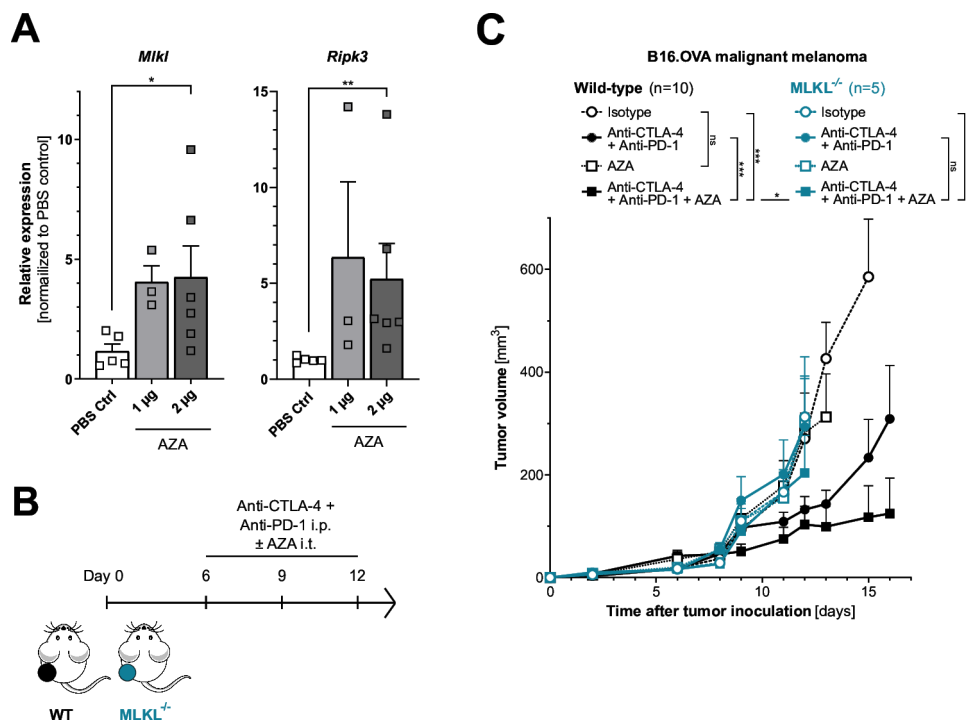 A
Mlkl
Ripk3
*
**
Relative expression
[normailized to PBS control]
15
10
5
0
15
10
5
0
PBS Ctrl
1 µg
2 µg
AZA
PBS Ctrl
1 µg
2 µg
AZA
B
Anti-CTLA-4 +
Anti-PD-1 i.p.
± AZA i.t.
Day 0
6
9
12
WT
MLKL-/-
C
B16.OVA malignant melanoma
Wild-type (n=10)
Isotype
Anti-CTLA-4
+ Anti-PD-1
AZA
Anti-CTLA-4
+ Anti-PD-1 + AZA
ns
***
***
*
MLKL-/- (n=5)
Isotype
Anti-CTLA-4
+ Anti-PD-1
AZA
Anti-CTLA-4
+ Anti-PD-1 + AZA
ns
Tumor volume [mm3]
600
400
200
0
0
5
10
15
Time after tumor inoculation [days]